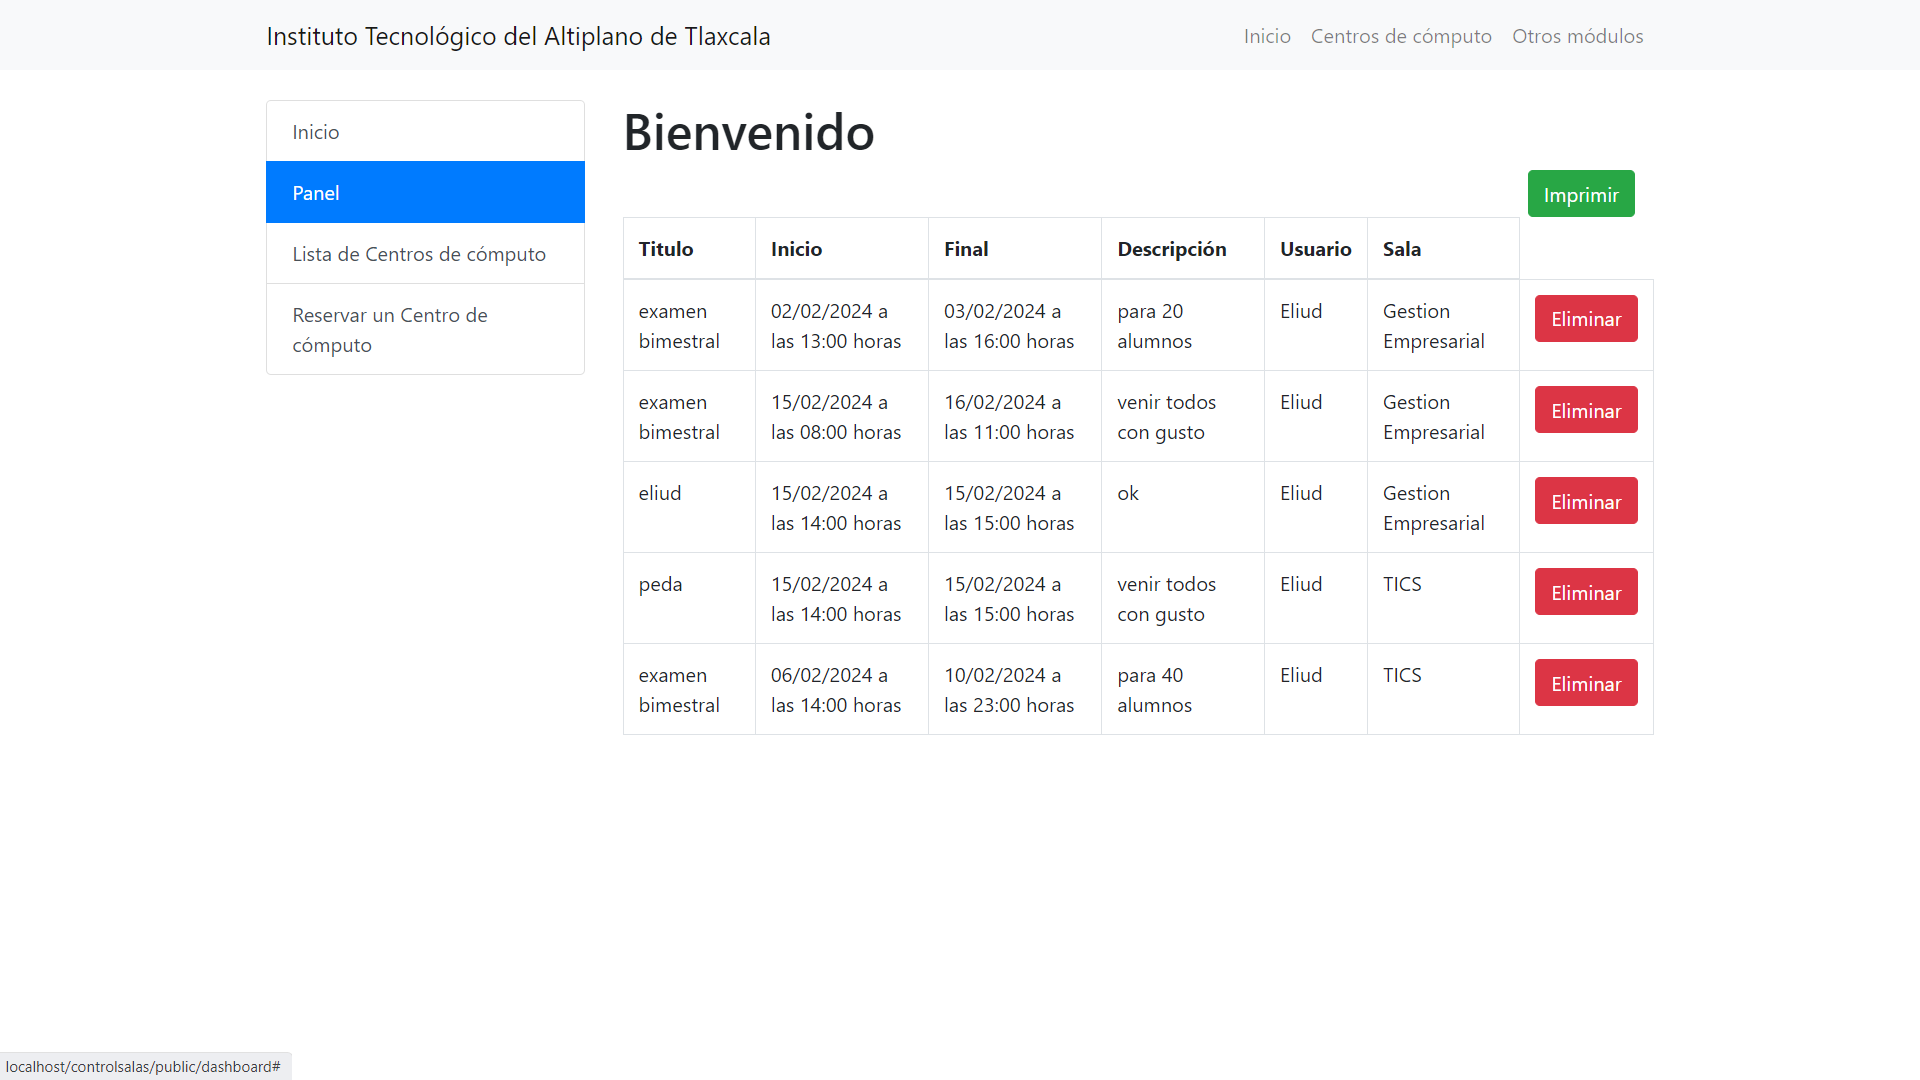 Instituto Tecnológico del Altiplano de Tlaxcala
Inicio
Centros de cómputo
Otros módulos
Inicio
Panel
Lista de Centros de cómputo
Reservar un Centro de
cómputo
Bienvenido
Imprimir
Titulo
Inicio
Final
Descripción
Usuario
Sala
examen
bimestral
02/02/2024 a
las 13:00 horas
03/02/2024 a
las 16:00 horas
para 20
alumnos
Eliud
Gestion
Empresarial
Eliminar
examen
bimestral
15/02/2024 a
las 08:00 horas
16/02/2024 a
las 11:00 horas
venir todos
con gusto
Eliud
Gestion
Empresarial
Eliminar
eliud
15/02/2024 a
las 14:00 horas
15/02/2024 a
las 15:00 horas
ok
Eliud
Gestion
Empresarial
Eliminar
peda
15/02/2024 a
las 14:00 horas
15/02/2024 a
las 15:00 horas
venir todos
con gusto
Eliud
TICS
Eliminar
examen
bimestral
06/02/2024 a
las 14:00 horas
10/02/2024 a
las 23:00 horas
para 40
alumnos
Eliud
TICS
Eliminar
localhost/controlsalas/public/dashboard#